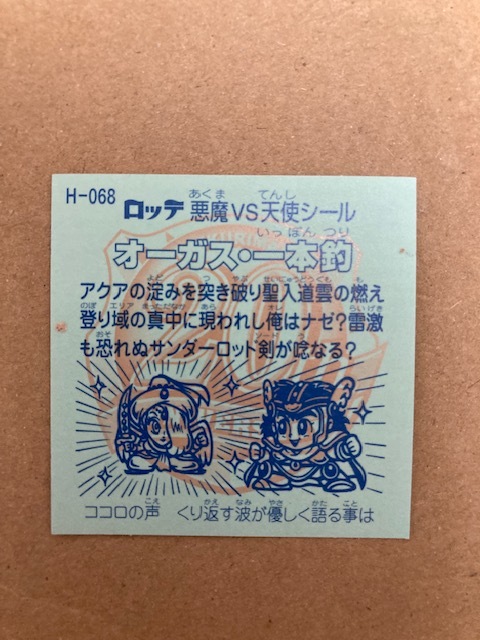 H-068 ロッテ 悪魔VS天使シール
オーガス・一本釣
アクアの淀みを突き破り聖入道雲の燃え
登り域の真中に現われし俺はナゼ?雷激
も恐れぬサンダーロッド剣が唸なる?
ココロの声 くり返す波が優しく語る事は